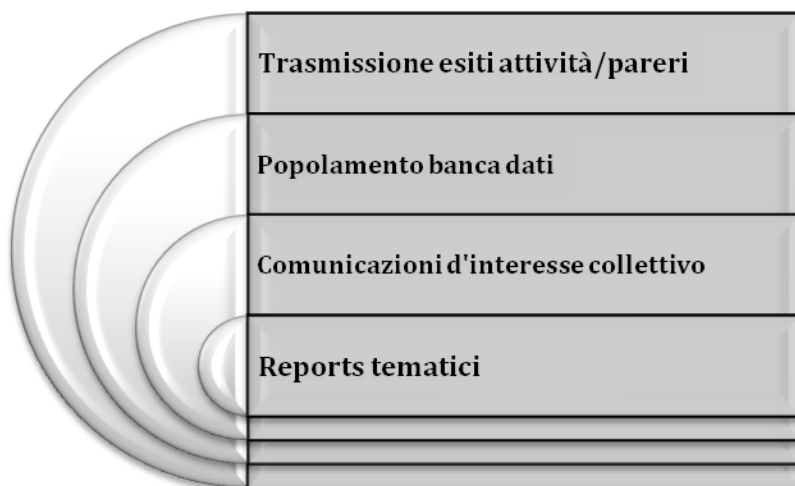 Trasmissione esiti attività/pareri
Popolamento banca dati
Comunicazioni d'interesse collettivo
Reports tematici